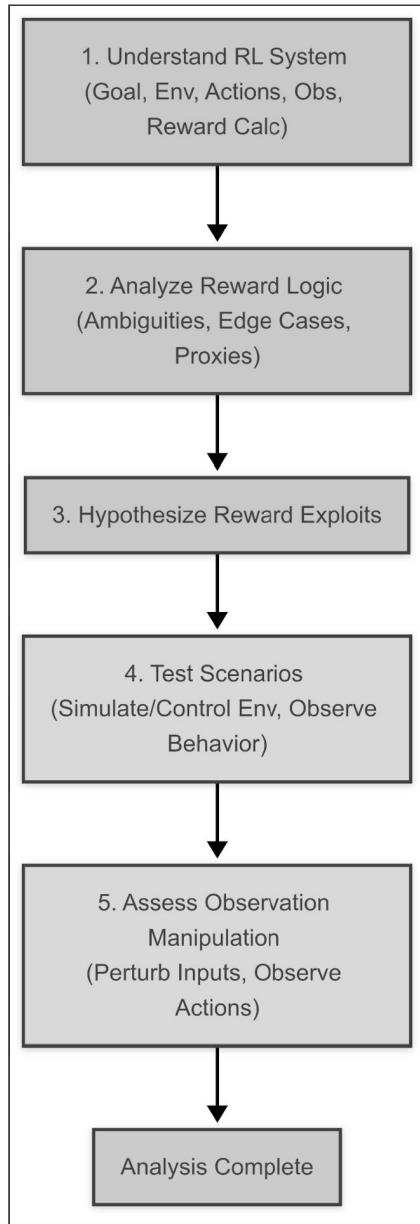 1. Understand RL System
(Goal, Env, Actions, Obs,
Reward Calc)
2. Analyze Reward Logic
(Ambiguities, Edge Cases,
Proxies)
3. Hypothesize Reward Exploits
4. Test Scenarios
(Simulate/Control Env, Observe
Behavior)
5. Assess Observation
Manipulation
(Perturb Inputs, Observe
Actions)
Analysis Complete